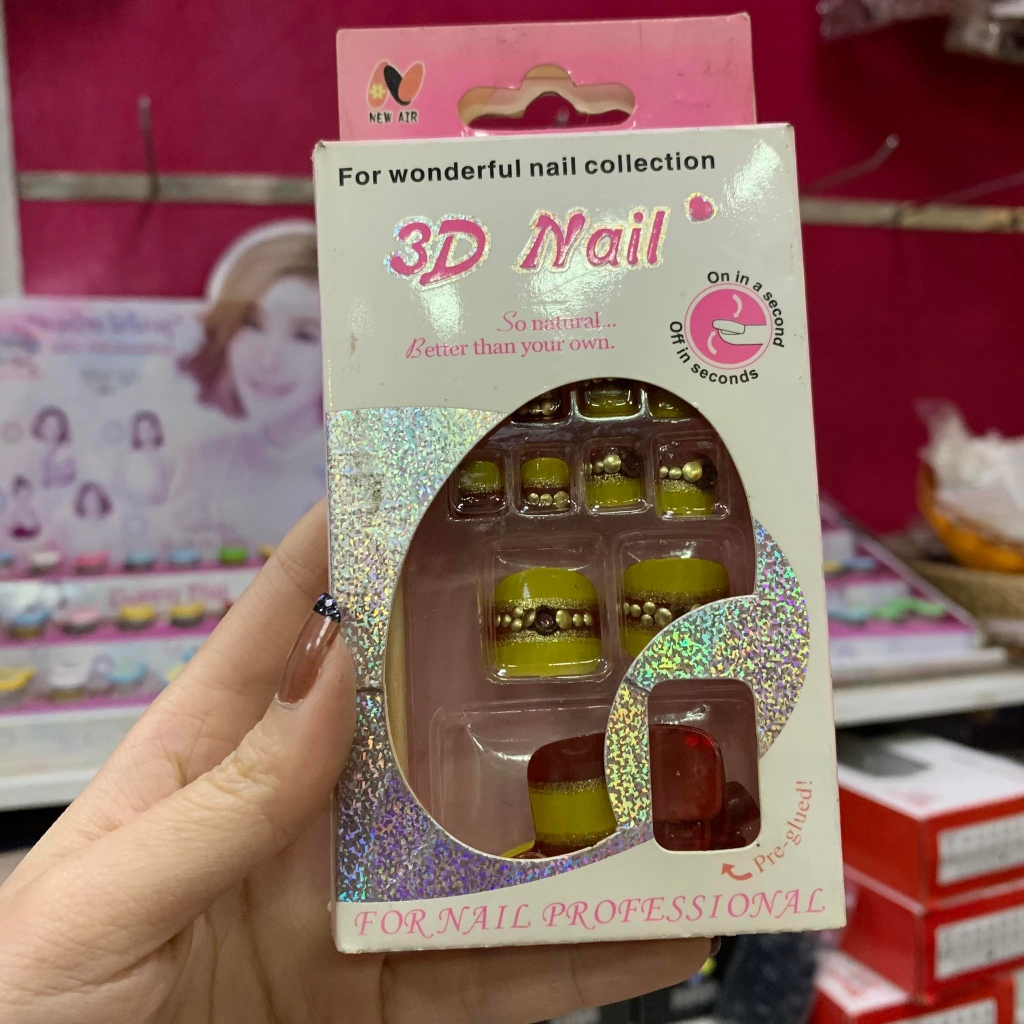 NEW AIR
For wonderful nail collection
3D Nail
On in a second
Off in seconds
So natural...
Better than your own.
Pre-glued!
FOR NAIL PROFESSIONAL